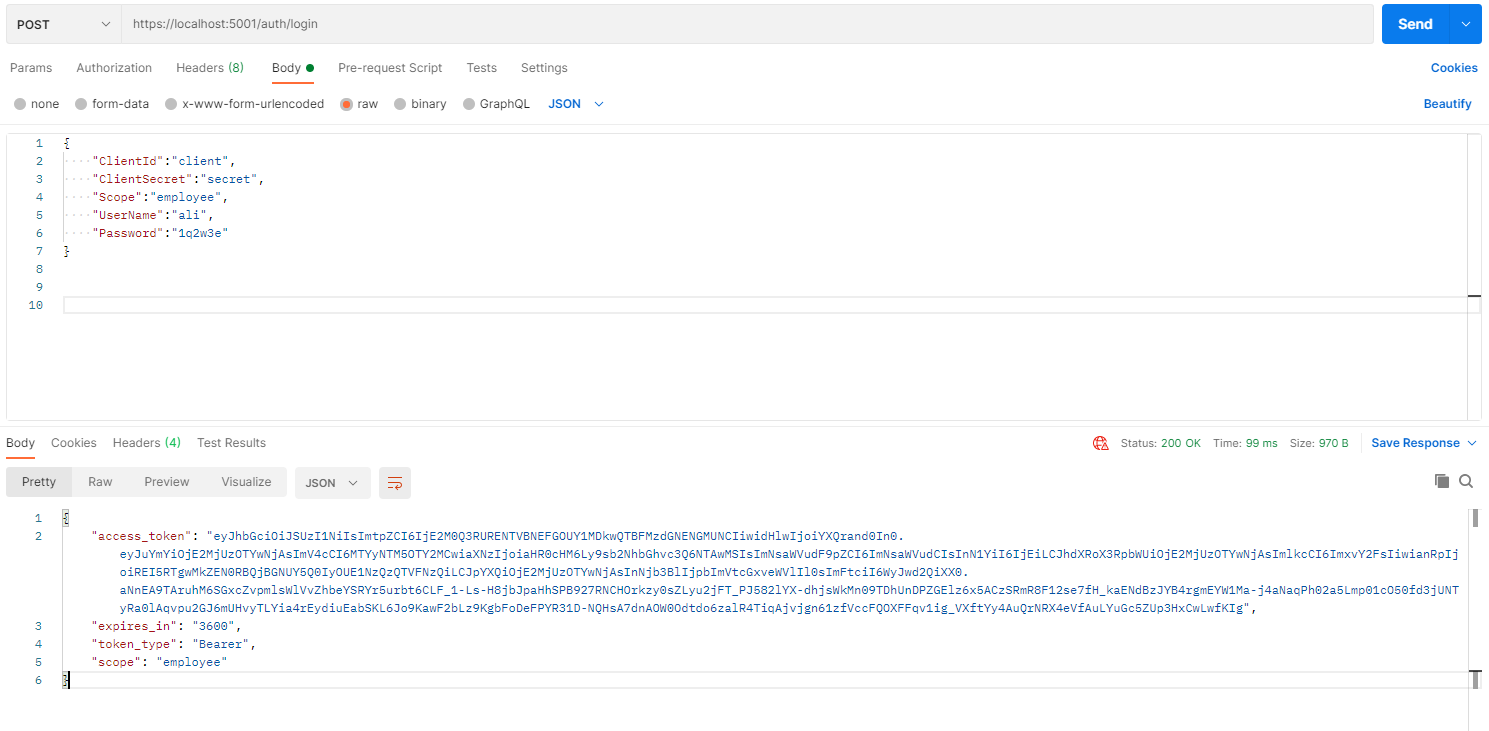 POST https://localhost:5001/auth/login Send
Params Authorization Headers (8) Body Pre-request Script Tests Settings Cookies
none form-data x-www-form-urlencoded raw binary GraphQL JSON Beautify
1 {
2 "ClientId":"client",
3 "ClientSecret":"secret",
4 "Scope":"employee",
5 "UserName":"ali",
6 "Password":"1q2w3e"
7 }
8
9
10
Body Cookies Headers (4) Test Results Status: 200 OK Time: 99 ms Size: 970 B Save Response
Pretty Raw Preview Visualize JSON
1 {
2 "access_token": "eyJhbGciOiJSUzI1NiIsImtpZCI6IjE2M0Q3RURENTVBNEFGOUY1MDkwQTBFMzdGNENGMUNCIiwidHlwIjoiYXQrand0In0.
eyJuYmYiOjE2MjUzOTYwNjAsImV4cCI6MTYyNTM5OTY2MCwiaXNzIjoiaHR0cHM6Ly9sb2NhbGhvc3Q6NTAwMSIsImNsaWVudF9pZCI6ImNsaWVudCIsInN1YiI6IjEiLCJhdXRoX3RpbWUiOjE2MjUzOTYwNjAsImlkcCI6ImxvY2FsIiwianRpIj
oiREI5RTgwMkZEN0RBQjBGNUY5Q0IyOUE1NzQzQTVFNzQiLCJpYXQiOjE2MjUzOTYwNjAsInNjb3BlIjpbImVtcGxveWVlIl0sImFtciI6WyJwd2QiXX0.
aNnEA9TAruhM6SGxcZvpmlsWlVvZhbeYSRYr5urbt6CLF_1-Ls-H8jbJpaHhSPB927RNCHOrkzy0sZLyu2jFT_PJ582lYX-dhjsWkMn09TDhUnDPZGElz6x5ACzSRmR8F12se7fH_kaENdBzJYB4rgmEYW1Ma-j4aNaqPh02a5Lmp01cO50fd3jUNT
yRa0lAqvpu2GJ6mUHvyTLYia4rEydiuEabSKL6Jo9KawF2bLz9KgbFoDeFPYR31D-NQHsA7dnAOW0Odtdo6zalR4TiqAjvjgn61zfVccFQOXFFqv1ig_VXftYy4AuQrNRX4eVfAuLYuGc5ZUp3HxCwLwfKIg",
3 "expires_in": "3600",
4 "token_type": "Bearer",
5 "scope": "employee"
6 }